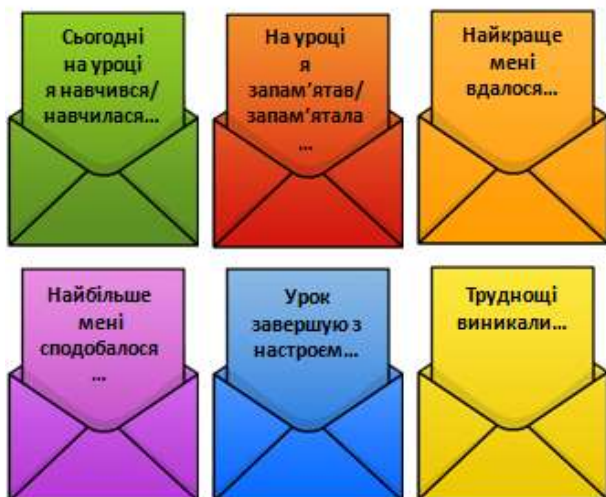 Сьогодні
на уроці
я навчився/
навчилася...
На уроці
я
запам’ятав/
запам’ятала
...
Найкраще
мені
вдалося...
Найбільше
мені
сподобалося
...
Урок
завершую з
настроєм...
Труднощі
виникали...